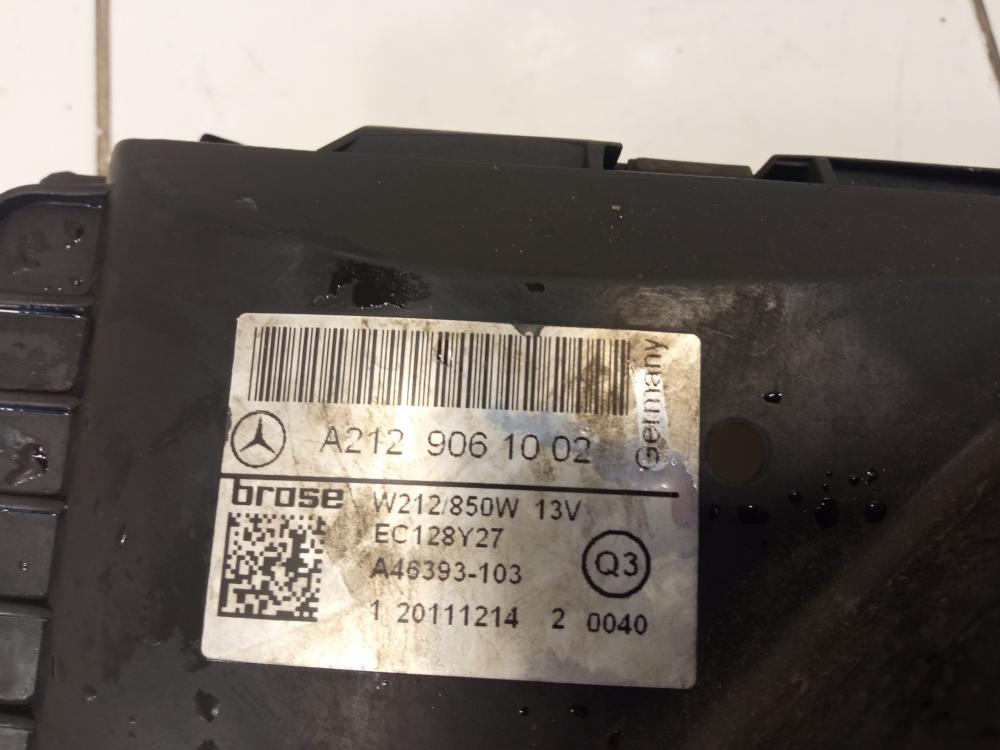 Germany
A212 906 10 02
brose W212/850W 13V
EC128Y27
A46393-103
Q3
1 20111214 2 0040